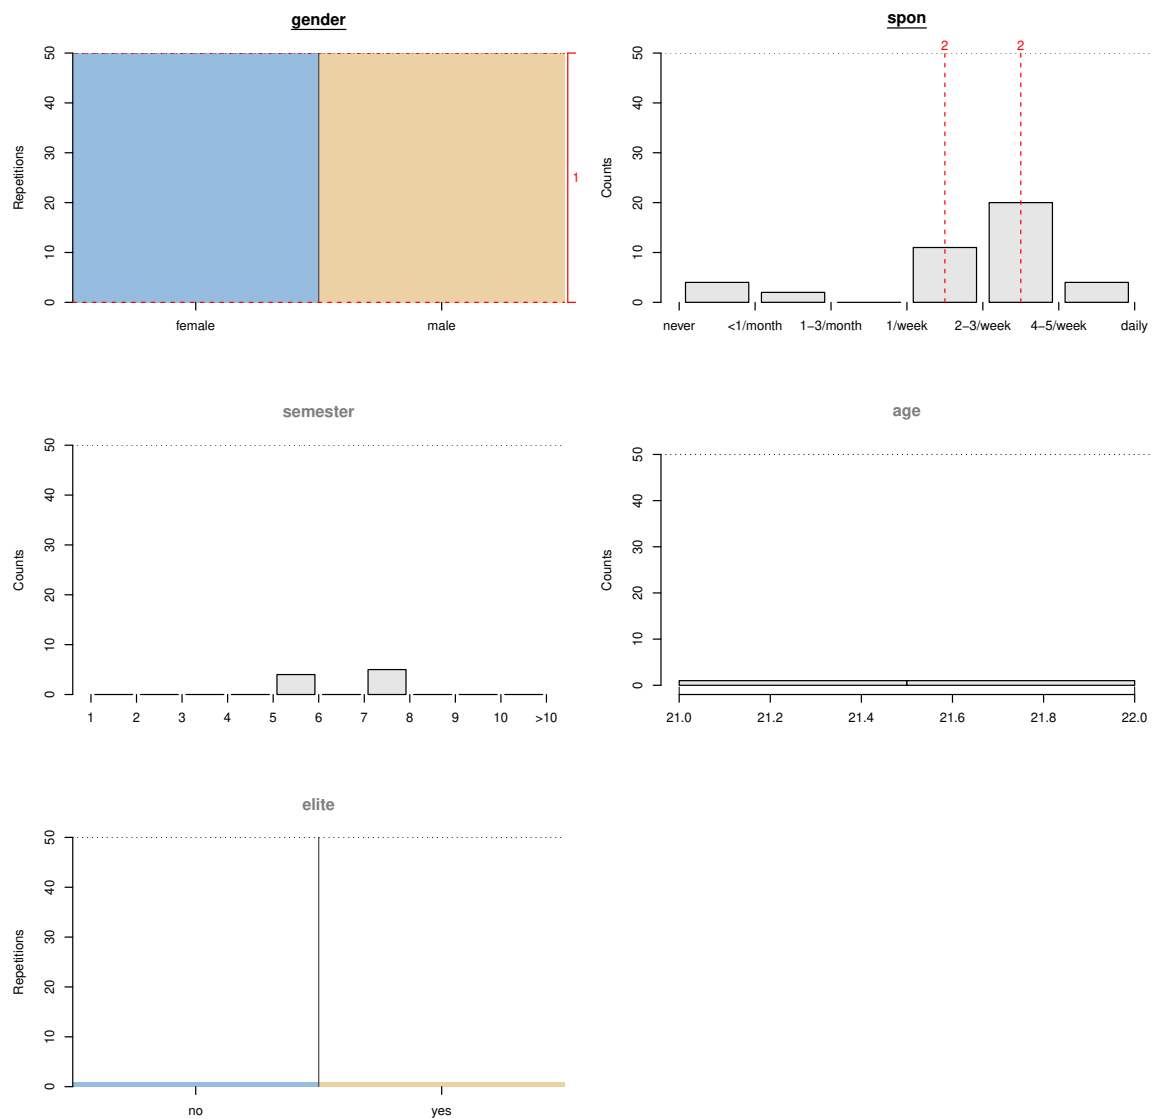 gender
Repetitions
50
40
30
20
10
0
1
female male
spon
Counts
50
40
30
20
10
0
2 2
never <1/month 1–3/month 1/week 2–3/week 4–5/week daily
semester
Counts
50
40
30
20
10
0
1 2 3 4 5 6 7 8 9 10 >10
age
Counts
50
40
30
20
10
0
21.0 21.2 21.4 21.6 21.8 22.0
elite
Repetitions
50
40
30
20
10
0
no yes